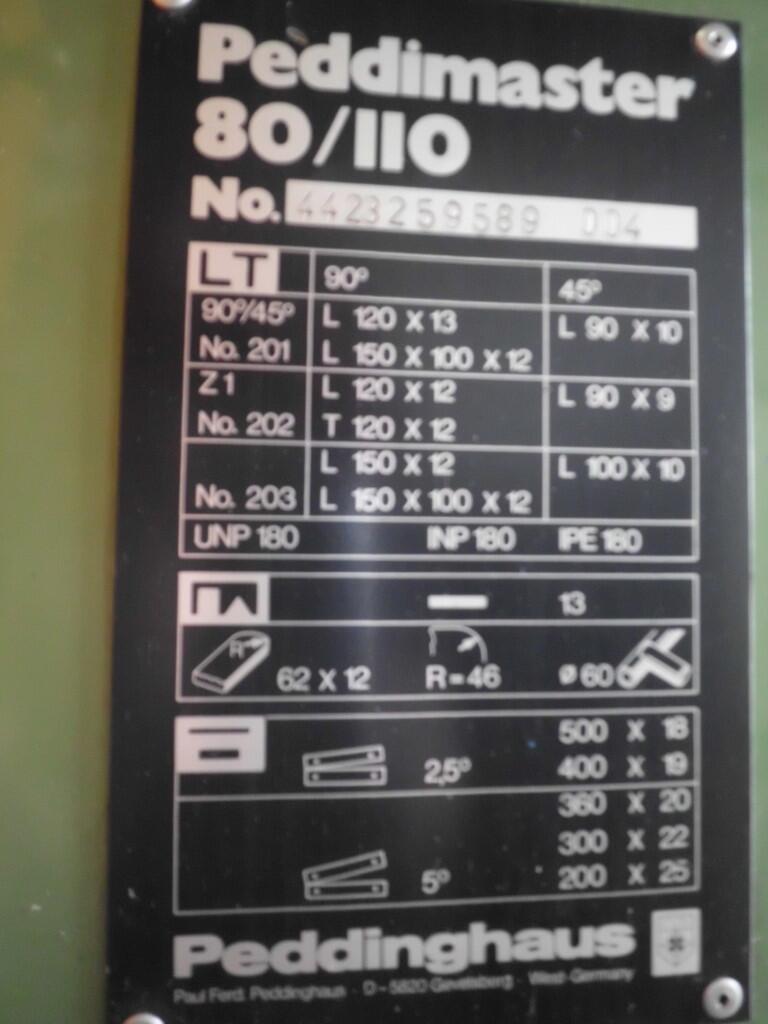 Peddimaster
80/110
No. 4423259589 004
LT 90° 45°
90°/45° L 120 X 13 L 90 X 10
No. 201 L 150 X 100 X 12
Z1 L 120 X 12 L 90 X 9
No. 202 T 120 X 12
L 150 X 12 L 100 X 10
No. 203 L 150 X 100 X 12
UNP 180 INP 180 IPE 180
13
R 62 X 12 R=46 ø 60
500 X 18
2,5° 400 X 19
360 X 20
300 X 22
5° 200 X 25
Peddinghaus
Paul Ferd. Peddinghaus · D-5820 Gevelsberg · West-Germany